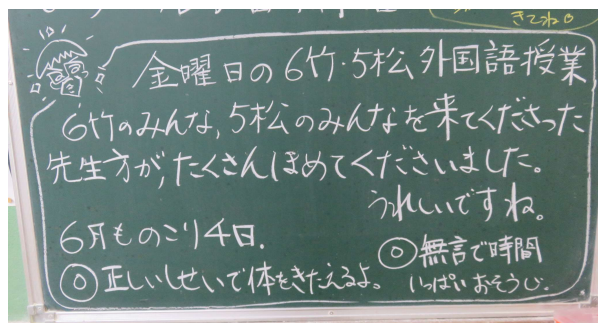 きてね。
金曜日の6竹・5松外国語授業
6竹のみんな,5松のみんなを来てくださった
先生方が,たくさんほめてくださいました。
うれしいですね。
6月ものこり4日.
◎正しいしせいで体をきたえるよ。
◎無言で時間
いっぱいおそうじ.